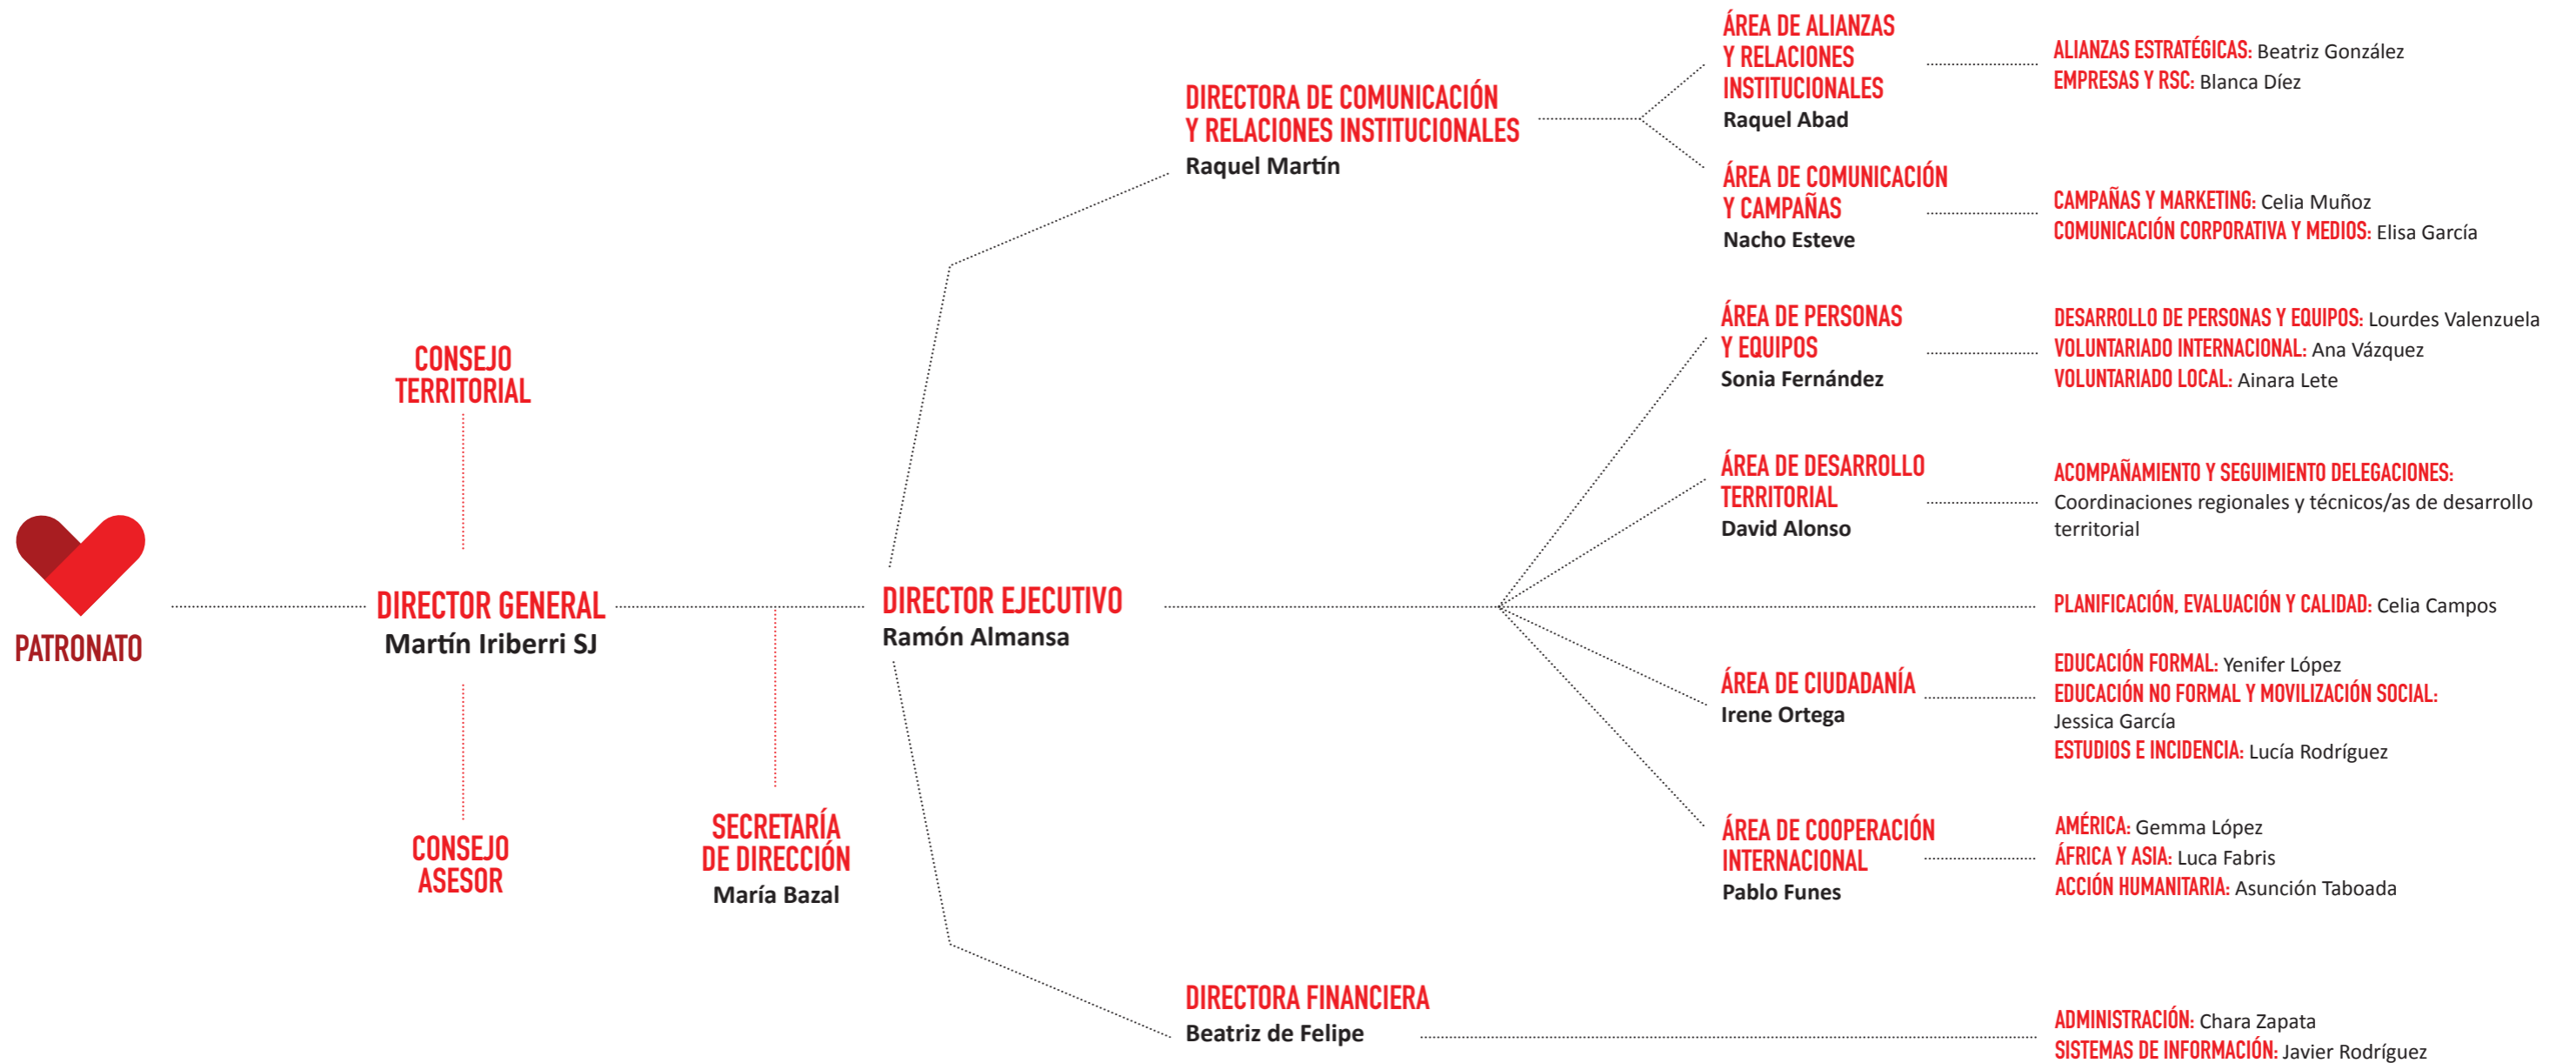 PATRONATO
CONSEJO
TERRITORIAL
DIRECTOR GENERAL
Martín Iriberri SJ
CONSEJO
ASESOR
SECRETARÍA
DE DIRECCIÓN
María Bazal
DIRECTOR EJECUTIVO
Ramón Almansa
DIRECTORA DE COMUNICACIÓN
Y RELACIONES INSTITUCIONALES
Raquel Martín
ÁREA DE ALIANZAS
Y RELACIONES
INSTITUCIONALES
Raquel Abad
ALIANZAS ESTRATÉGICAS: Beatriz González
EMPRESAS Y RSC: Blanca Díez
ÁREA DE COMUNICACIÓN
Y CAMPAÑAS
Nacho Esteve
CAMPAÑAS Y MARKETING: Celia Muñoz
COMUNICACIÓN CORPORATIVA Y MEDIOS: Elisa García
ÁREA DE PERSONAS
Y EQUIPOS
Sonia Fernández
DESARROLLO DE PERSONAS Y EQUIPOS: Lourdes Valenzuela
VOLUNTARIADO INTERNACIONAL: Ana Vázquez
VOLUNTARIADO LOCAL: Ainara Lete
ÁREA DE DESARROLLO
TERRITORIAL
David Alonso
ACOMPAÑAMIENTO Y SEGUIMIENTO DELEGACIONES:
Coordinaciones regionales y técnicos/as de desarrollo
territorial
PLANIFICACIÓN, EVALUACIÓN Y CALIDAD: Celia Campos
ÁREA DE CIUDADANÍA
Irene Ortega
EDUCACIÓN FORMAL: Yenifer López
EDUCACIÓN NO FORMAL Y MOVILIZACIÓN SOCIAL:
Jessica García
ESTUDIOS E INCIDENCIA: Lucía Rodríguez
ÁREA DE COOPERACIÓN
INTERNACIONAL
Pablo Funes
AMÉRICA: Gemma López
ÁFRICA Y ASIA: Luca Fabris
ACCIÓN HUMANITARIA: Asunción Taboada
DIRECTORA FINANCIERA
Beatriz de Felipe
ADMINISTRACIÓN: Chara Zapata
SISTEMAS DE INFORMACIÓN: Javier Rodríguez